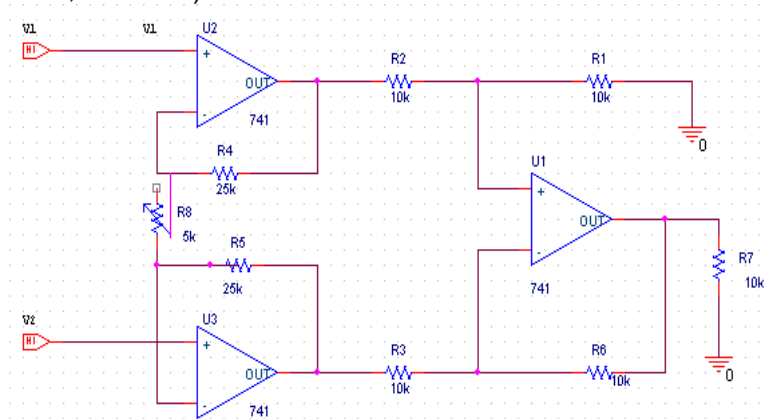 V1
V1
U2
HI
+
OUT
-
741
R2
10k
R1
10k
0
R4
25k
U1
+
OUT
-
741
R8
5k
R5
25k
R7
10k
V2
U3
HI
+
OUT
-
741
R3
10k
R6
10k
0